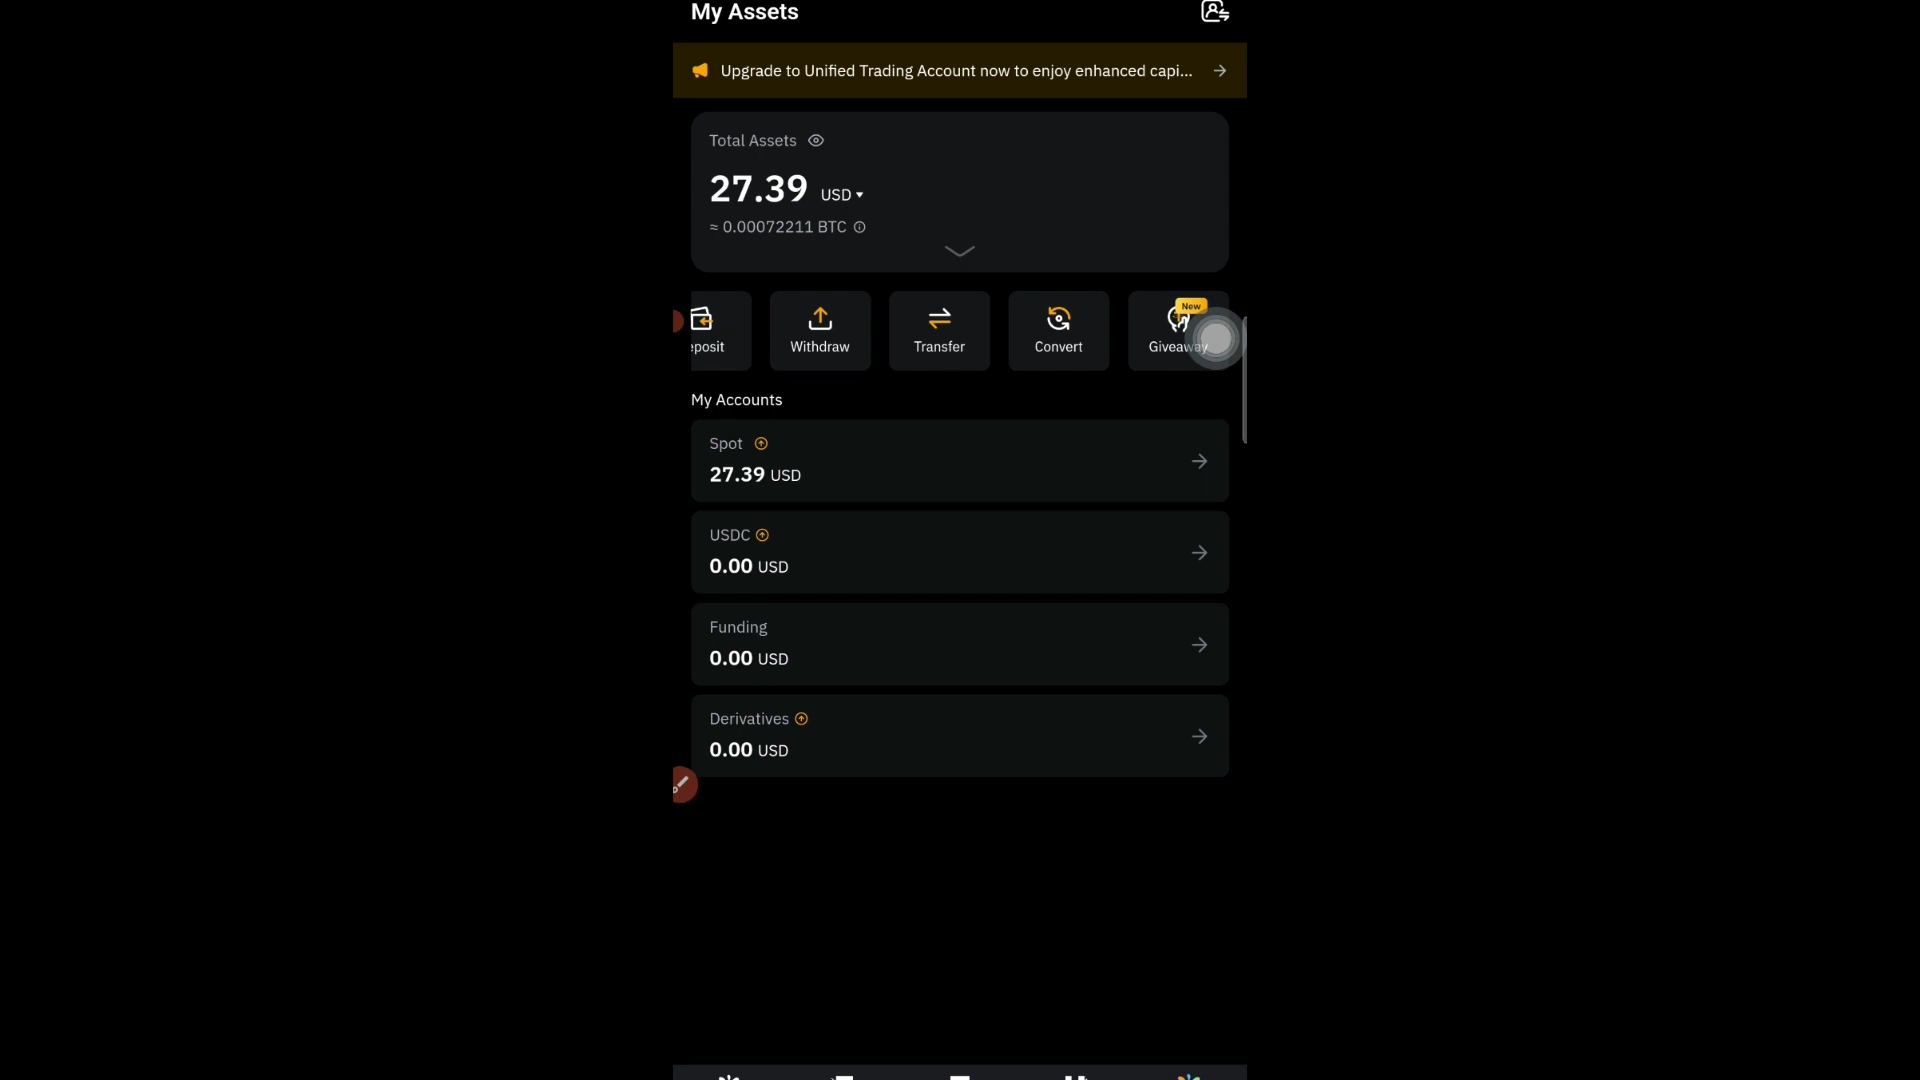 My Assets
Upgrade to Unified Trading Account now to enjoy enhanced capi...
Total Assets
27.39 USD
≈ 0.00072211 BTC
New
eposit
Withdraw
Transfer
Convert
Giveaway
My Accounts
Spot
27.39 USD
USDC
0.00 USD
Funding
0.00 USD
Derivatives
0.00 USD